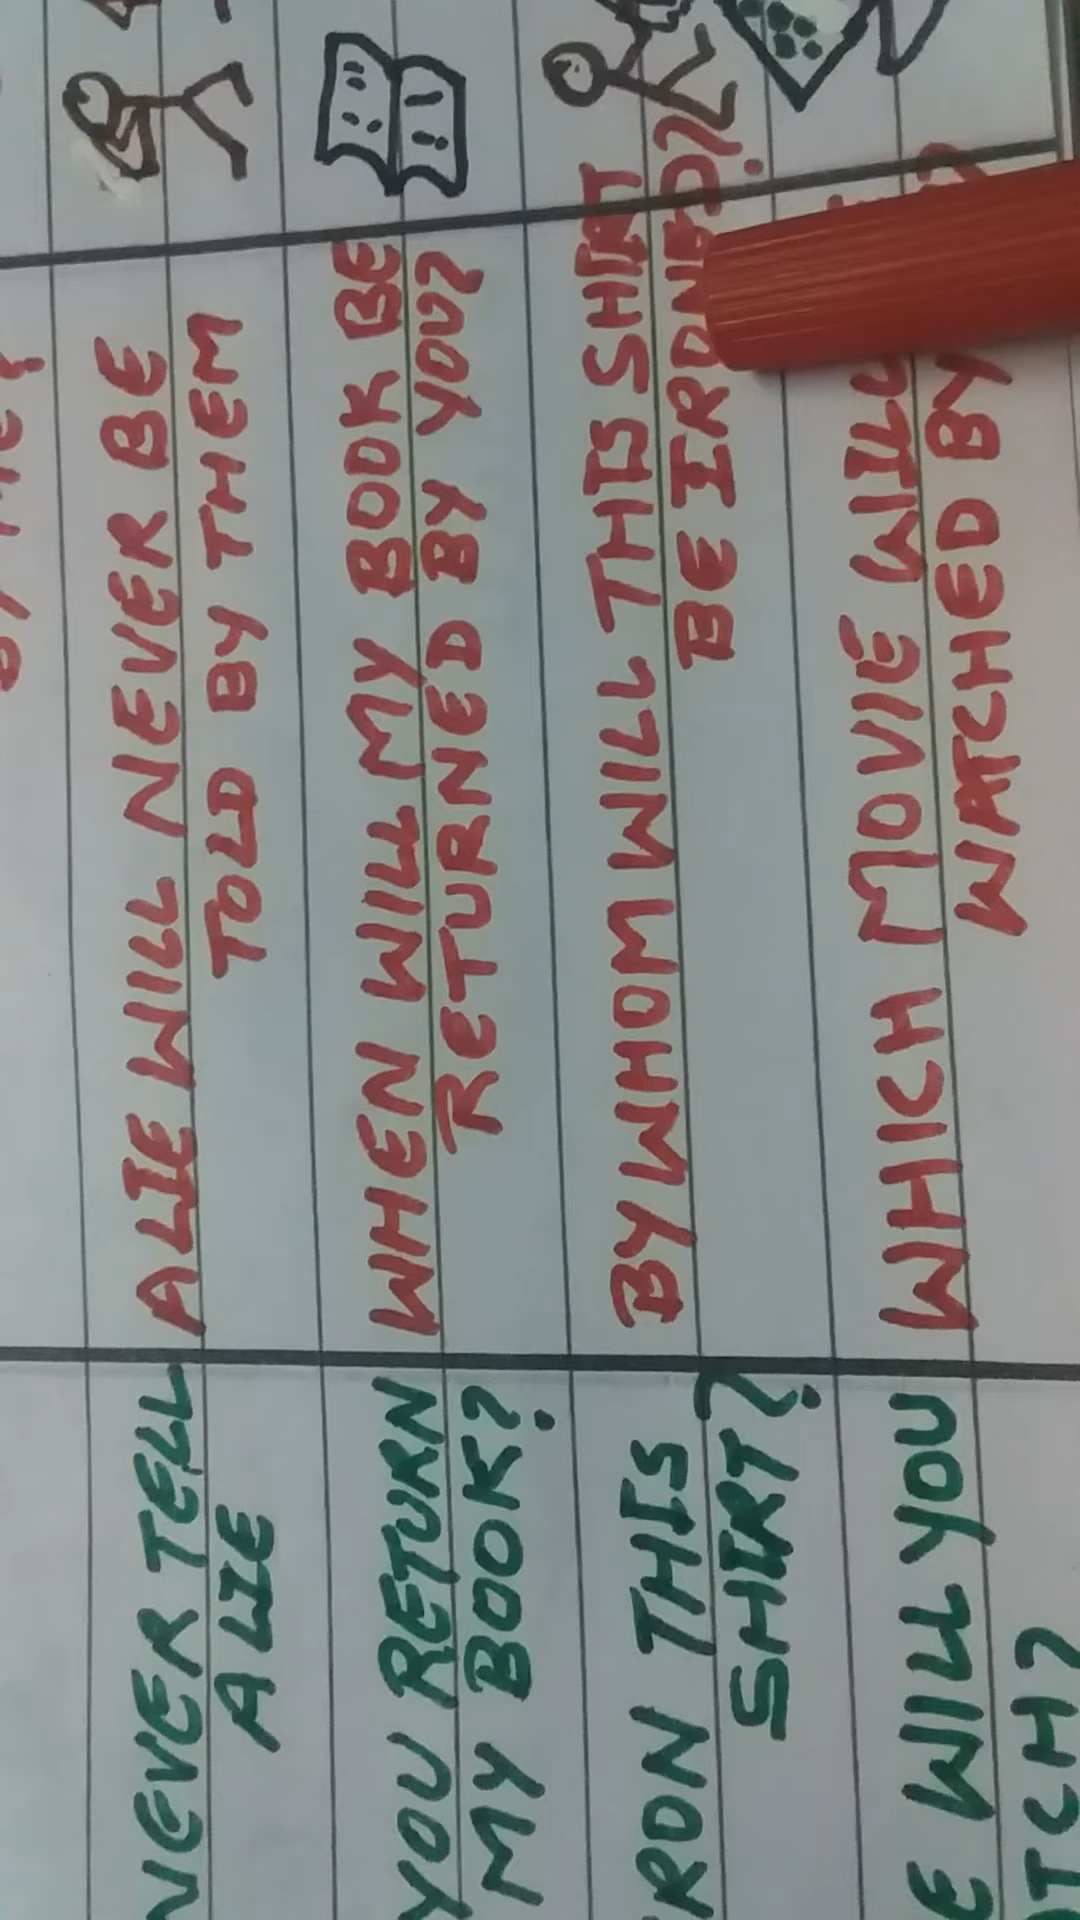 NEVER TELL
A LIE
A LIE WILL NEVER BE
TOLD BY THEM
YOU RETURN
MY BOOK?
WHEN WILL MY BOOK BE
RETURNED BY YOU?
THIS
SHIRT?
BY WHOM WILL THIS SHIRT
BE IRONED?
WILL YOU
WHICH MOVIE WILL
WATCHED BY